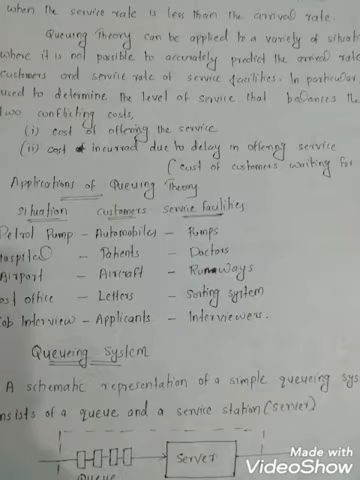 when the service rate is less than the arrival rate.
Queuing Theory can be applied to a variety of situati
where it is not possible to accurately predict the arrival rate
customers and service rate of service facilities. In particular
used to determine the level of service that balances the
two conflicting costs,
(i) cost of offering the service
(ii) cost incurred due to delay in offering service
(cost of customers waiting for
Applications of Queuing Theory
Situation customers service facilities
Petrol Pump - Automobiles - Pumps
Hospital - Patients - Doctors
Airport - Aircraft - Runways
ost office - Letters - Sorting system
Job Interview - Applicants - Interviewers.
Queueing System
A schematic representation of a simple queueing sys
nsists of a queue and a service station (server)
Server
Queue
Made with
VideoShow